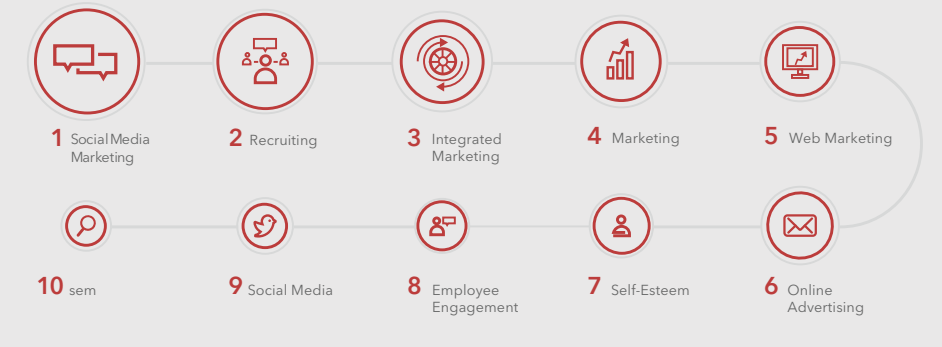 1 Social Media
Marketing
2 Recruiting
3 Integrated
Marketing
4 Marketing
5 Web Marketing
6 Online
Advertising
7 Self-Esteem
8 Employee
Engagement
9 Social Media
10 sem